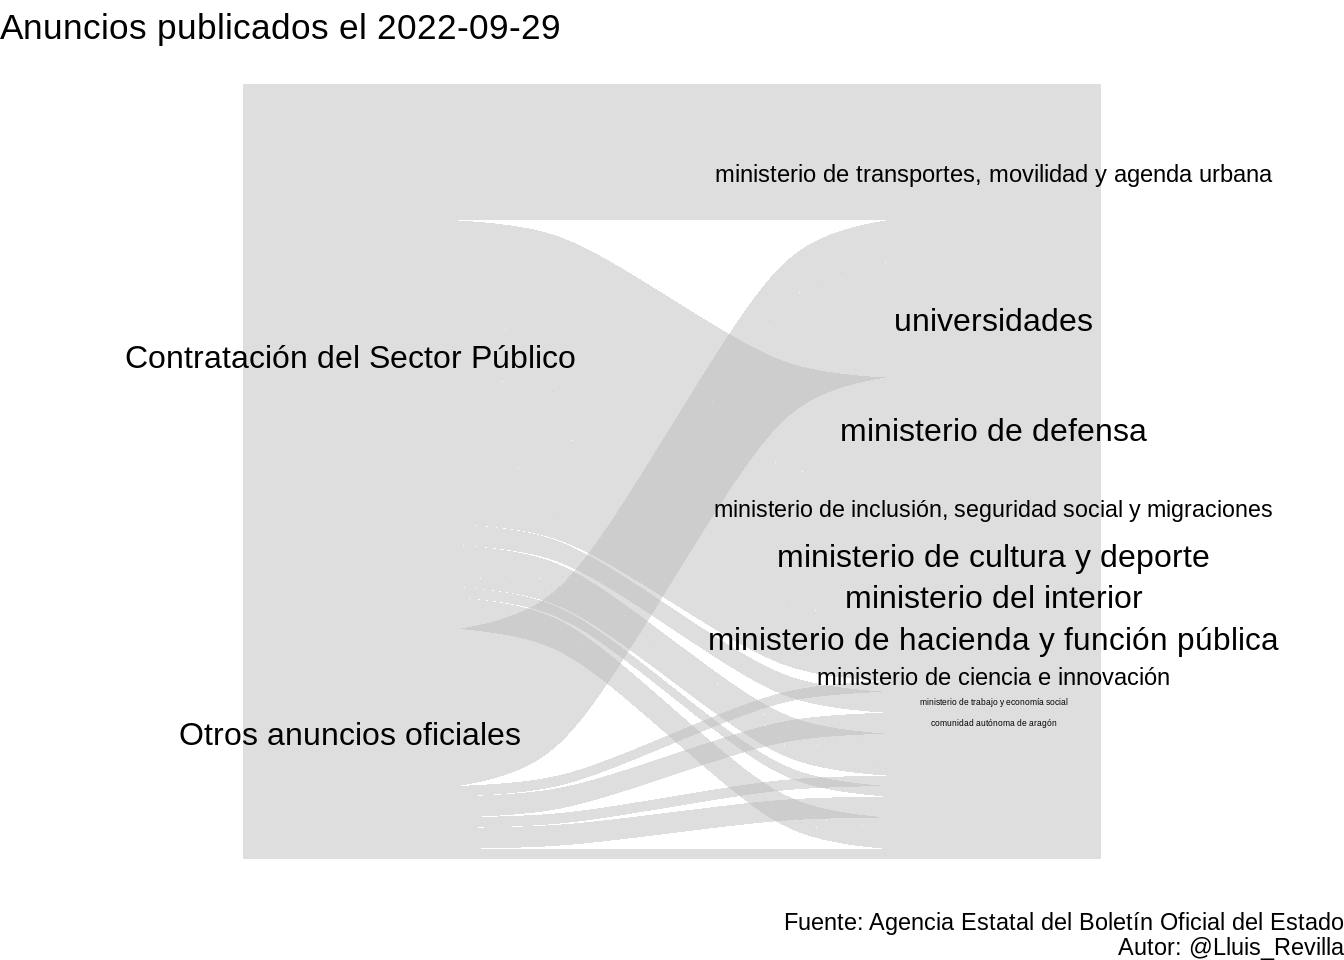 Anuncios publicados el 2022-09-29
ministerio de transportes, movilidad y agenda urbana
universidades
Contratación del Sector Público
ministerio de defensa
ministerio de inclusión, seguridad social y migraciones
ministerio de cultura y deporte
ministerio del interior
ministerio de hacienda y función pública
ministerio de ciencia e innovación
ministerio de trabajo y economía social
comunidad autónoma de aragón
Otros anuncios oficiales
Fuente: Agencia Estatal del Boletín Oficial del Estado
Autor: @Lluis_Revilla